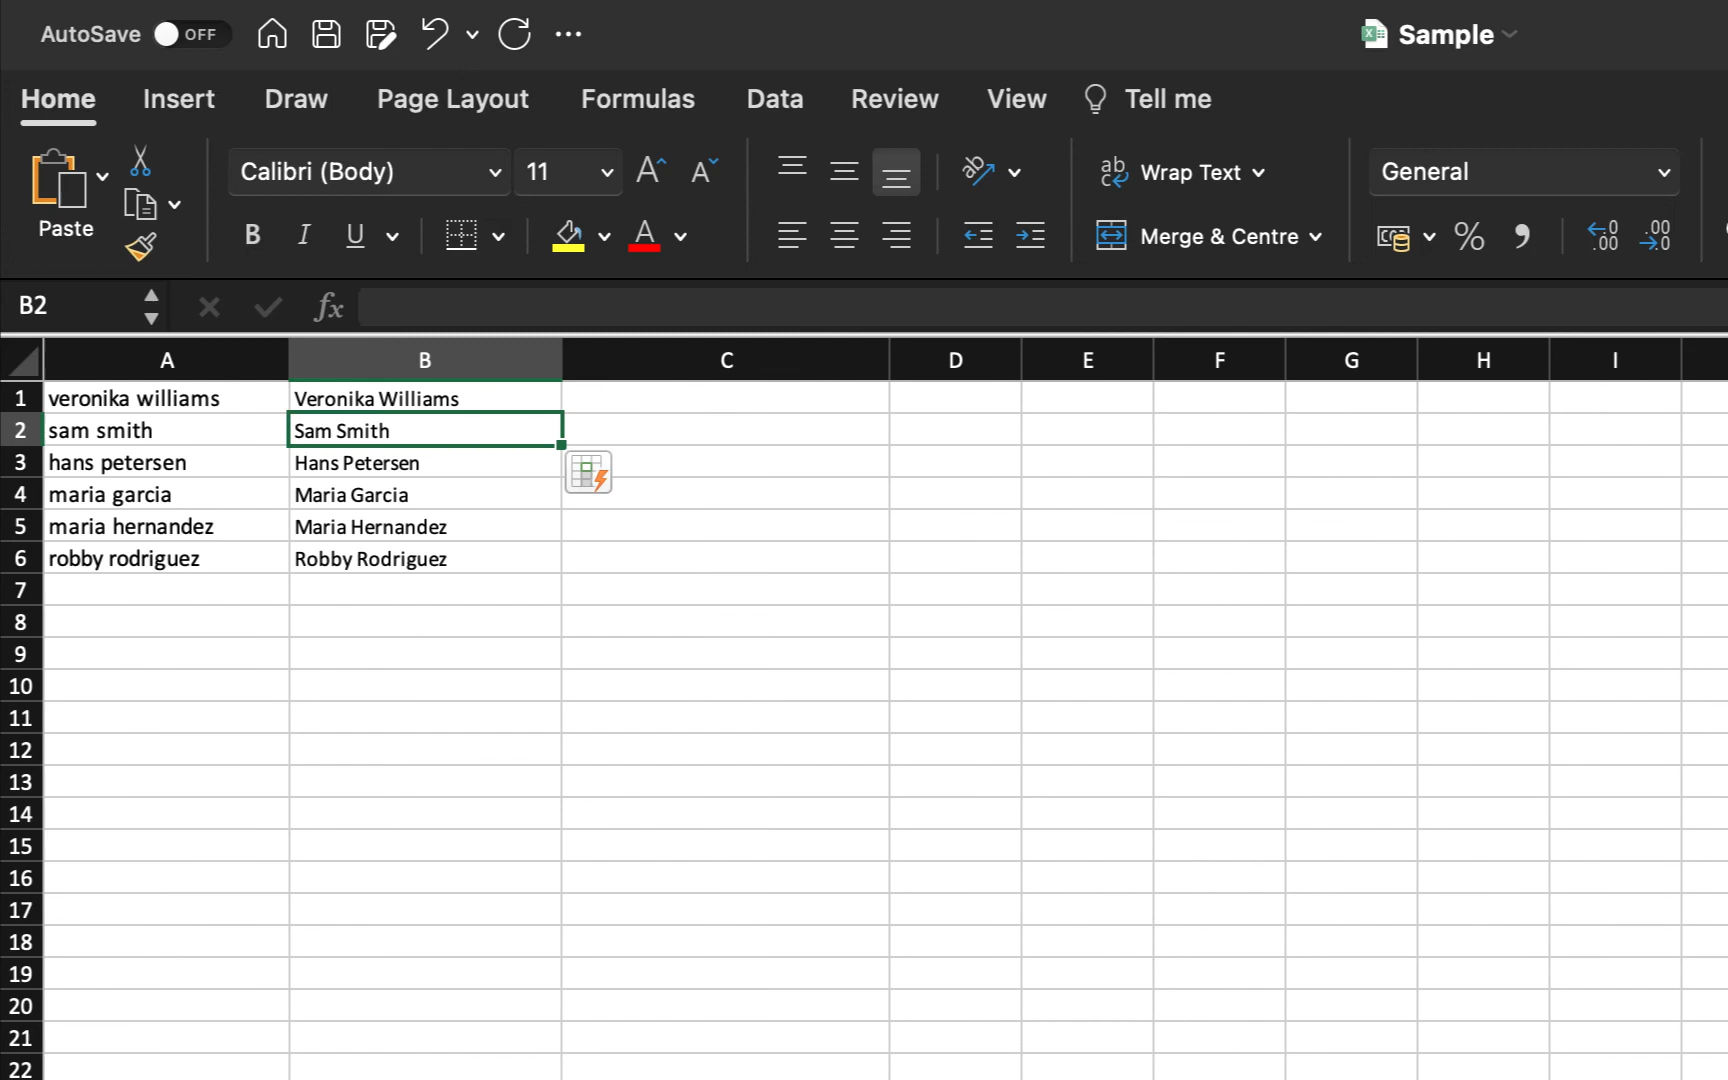 AutoSave OFF Sample
Home Insert Draw Page Layout Formulas Data Review View Tell me
Calibri (Body) 11 Wrap Text General
Paste
B I U A Merge & Centre % .00 .00
B2 fx
A B C D E F G H I
1 veronika williams Veronika Williams
2 sam smith Sam Smith
3 hans petersen Hans Petersen
4 maria garcia Maria Garcia
5 maria hernandez Maria Hernandez
6 robby rodriguez Robby Rodriguez
7
8
9
10
11
12
13
14
15
16
17
18
19
20
21
22